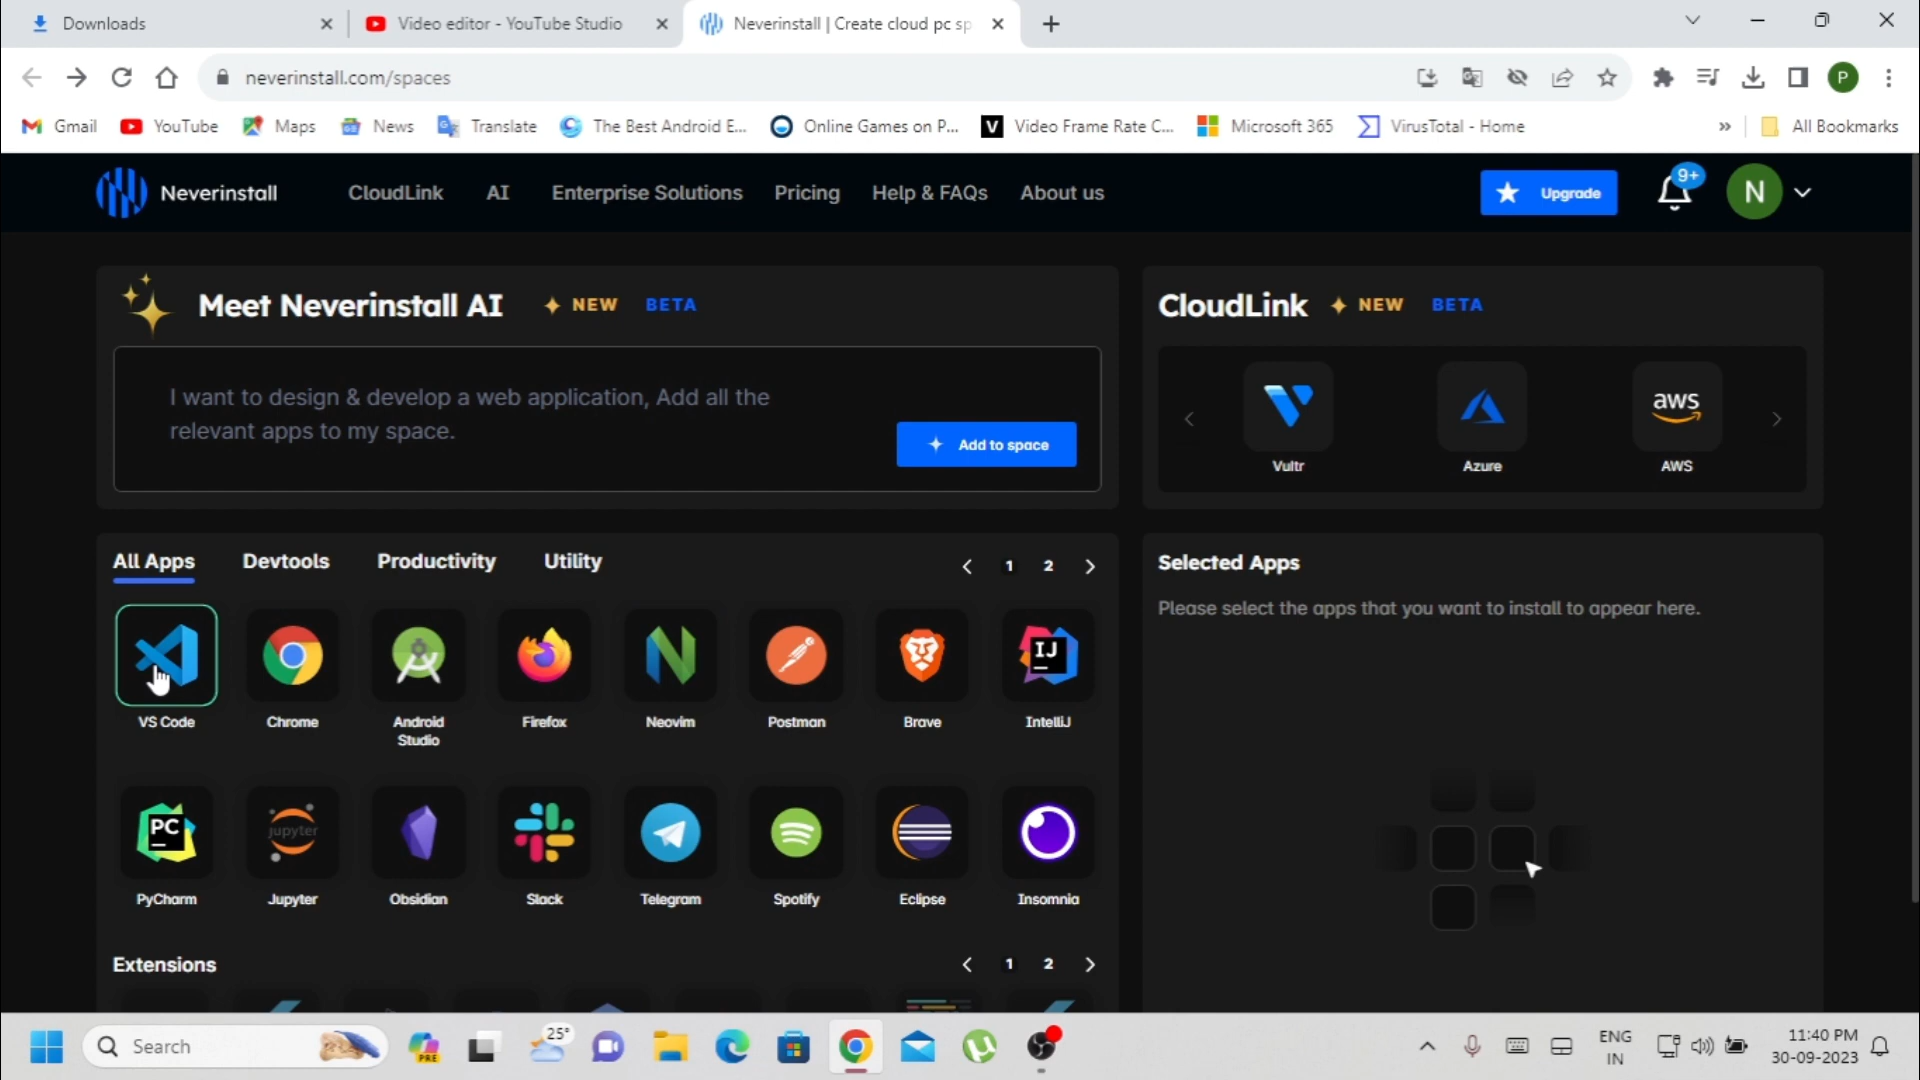 Downloads
Video editor - YouTube Studio
Neverinstall | Create cloud pc sp
neverinstall.com/spaces
P
Gmail
YouTube
Maps
News
Translate
The Best Android E...
Online Games on P...
V
Video Frame Rate C...
Microsoft 365
VirusTotal - Home
»
All Bookmarks
Neverinstall
CloudLink
AI
Enterprise Solutions
Pricing
Help & FAQs
About us
Upgrade
9+
N
Meet Neverinstall AI
NEW
BETA
I want to design & develop a web application, Add all the
relevant apps to my space.
Add to space
CloudLink
NEW
BETA
aws
Vultr
Azure
AWS
All Apps
Devtools
Productivity
Utility
1
2
Selected Apps
Please select the apps that you want to install to appear here.
IJ
VS Code
Chrome
Android
Studio
Firefox
Neovim
Postman
Brave
IntelliJ
PC
jupyter
PyCharm
Jupyter
Obsidian
Slack
Telegram
Spotify
Eclipse
Insomnia
Extensions
1
2
Search
PRE
25°
ENG
IN
11:40 PM
30-09-2023